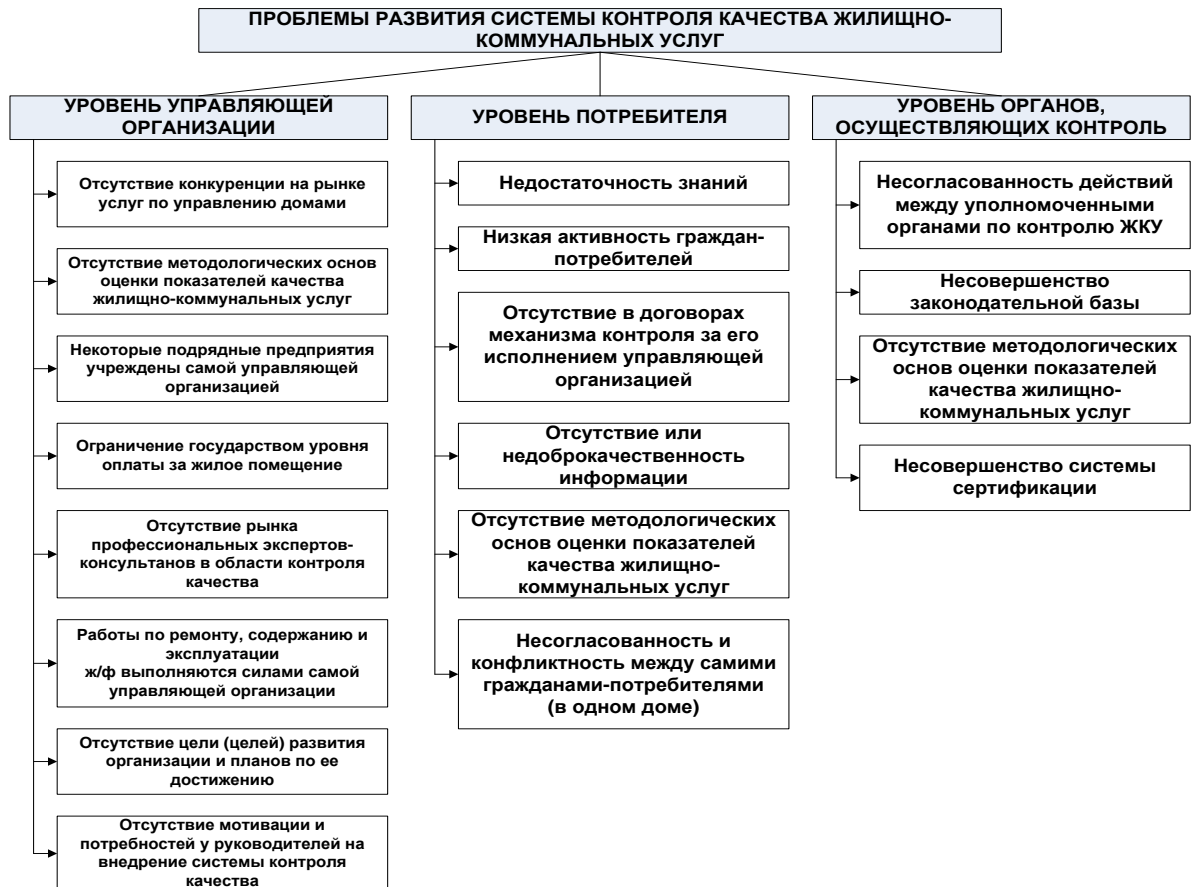 ПРОБЛЕМЫ РАЗВИТИЯ СИСТЕМЫ КОНТРОЛЯ КАЧЕСТВА ЖИЛИЩНО-
КОММУНАЛЬНЫХ УСЛУГ
УРОВЕНЬ УПРАВЛЯЮЩЕЙ
ОРГАНИЗАЦИИ
Отсутствие конкуренции на рынке
услуг по управлению домами
Отсутствие методологических основ
оценки показателей качества
жилищно-коммунальных услуг
Некоторые подрядные предприятия
учреждены самой управляющей
организацией
Ограничение государством уровня
оплаты за жилое помещение
Отсутствие рынка
профессиональных экспертов-
консультанов в области контроля
качества
Работы по ремонту, содержанию и
эксплуатации
ж/ф выполняются силами самой
управляющей организации
Отсутствие цели (целей) развития
организации и планов по ее
достижению
Отсутствие мотивации и
потребностей у руководителей на
внедрение системы контроля
качества
УРОВЕНЬ ПОТРЕБИТЕЛЯ
Недостаточность знаний
Низкая активность граждан-
потребителей
Отсутствие в договорах
механизма контроля за его
исполнением управляющей
организацией
Отсутствие или
недоброкачественность
информации
Отсутствие методологических
основ оценки показателей
качества жилищно-
коммунальных услуг
Несогласованность и
конфликтность между самими
гражданами-потребителями
(в одном доме)
УРОВЕНЬ ОРГАНОВ,
ОСУЩЕСТВЛЯЮЩИХ КОНТРОЛЬ
Несогласованность действий
между уполномоченными
органами по контролю ЖКУ
Несовершенство
законодательной базы
Отсутствие методологических
основ оценки показателей
качества жилищно-
коммунальных услуг
Несовершенство системы
сертификации